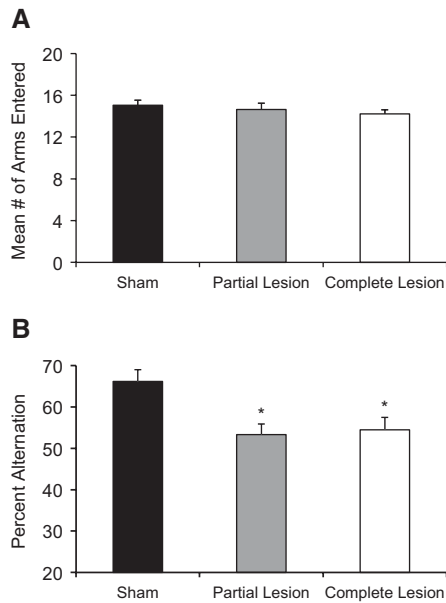 A
Mean # of Arms Entered
20
16
12
8
4
0
Sham Partial Lesion Complete Lesion
B
Percent Alternation
70
60
50
40
30
20
*
*
Sham Partial Lesion Complete Lesion